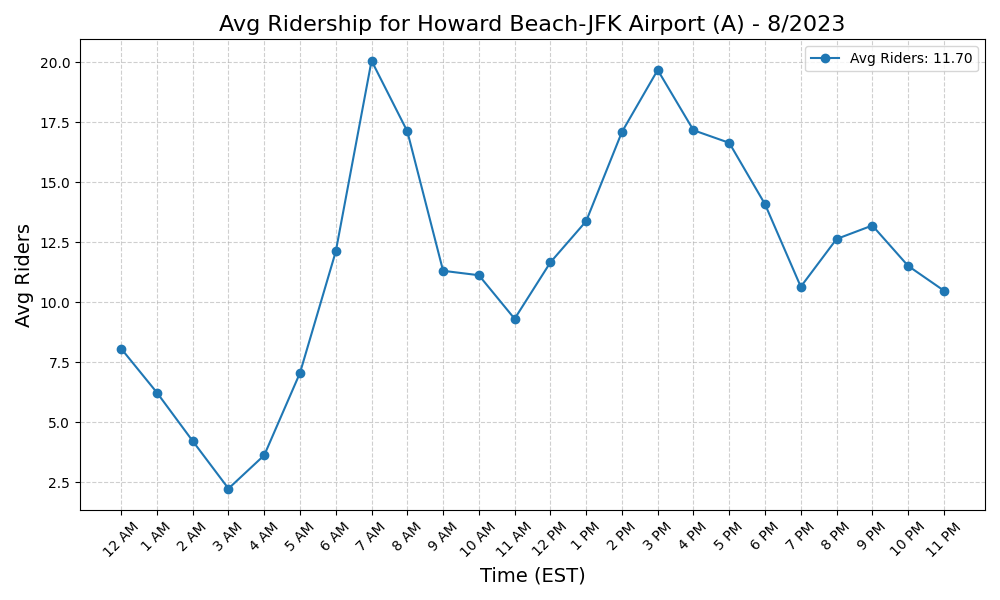 Avg Ridership for Howard Beach-JFK Airport (A) - 8/2023
Avg Riders: 11.70
Avg Riders
20.0
17.5
15.0
12.5
10.0
7.5
5.0
2.5
12 AM
1 AM
2 AM
3 AM
4 AM
5 AM
6 AM
7 AM
8 AM
9 AM
10 AM
11 AM
12 PM
1 PM
2 PM
3 PM
4 PM
5 PM
6 PM
7 PM
8 PM
9 PM
10 PM
11 PM
Time (EST)